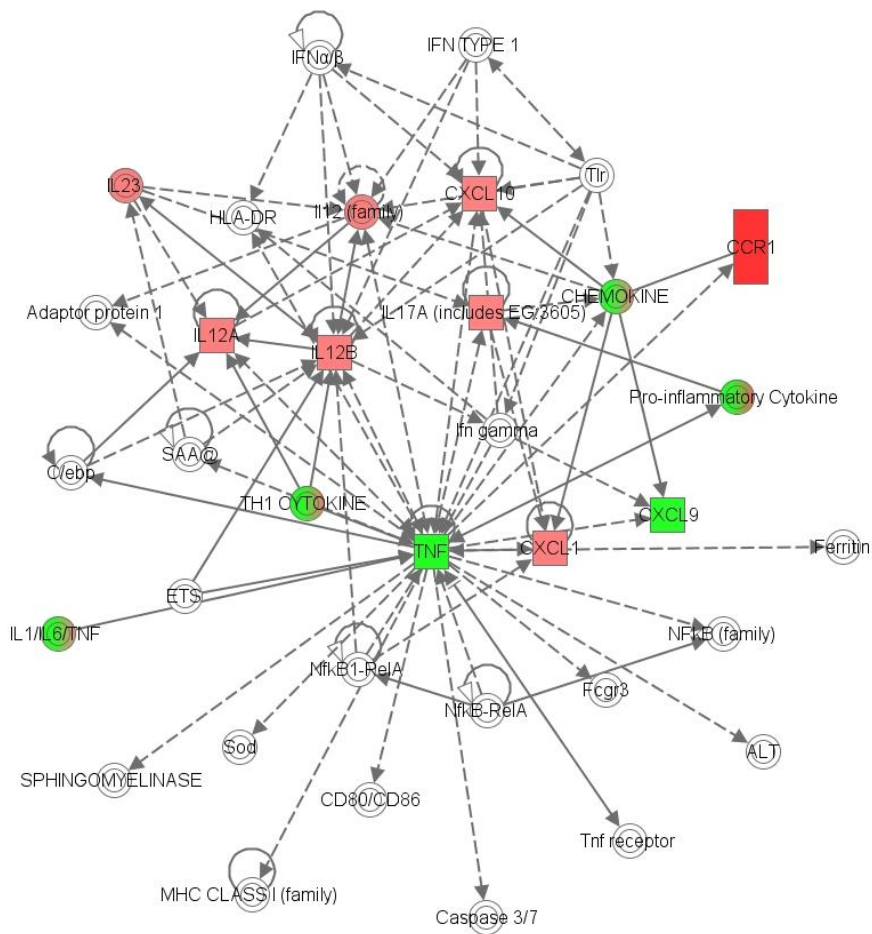 IFNα/β
IFN TYPE 1
IL23
Il12 (family)
CXCL10
Tlr
HLA-DR
CCR1
CHEMOKINE
Adaptor protein 1
IL17A (includes EG:3605)
IL12A
IL12B
Pro-inflammatory Cytokine
Ifn gamma
C/ebp
SAA@
TH1 CYTOKINE
CXCL9
TNF
CXCL1
Ferritin
ETS
IL1/IL6/TNF
NFkB (family)
NfkB1-RelA
Fcgr3
NfkB-RelA
Sod
ALT
SPHINGOMYELINASE
CD80/CD86
Tnf receptor
MHC CLASS I (family)
Caspase 3/7